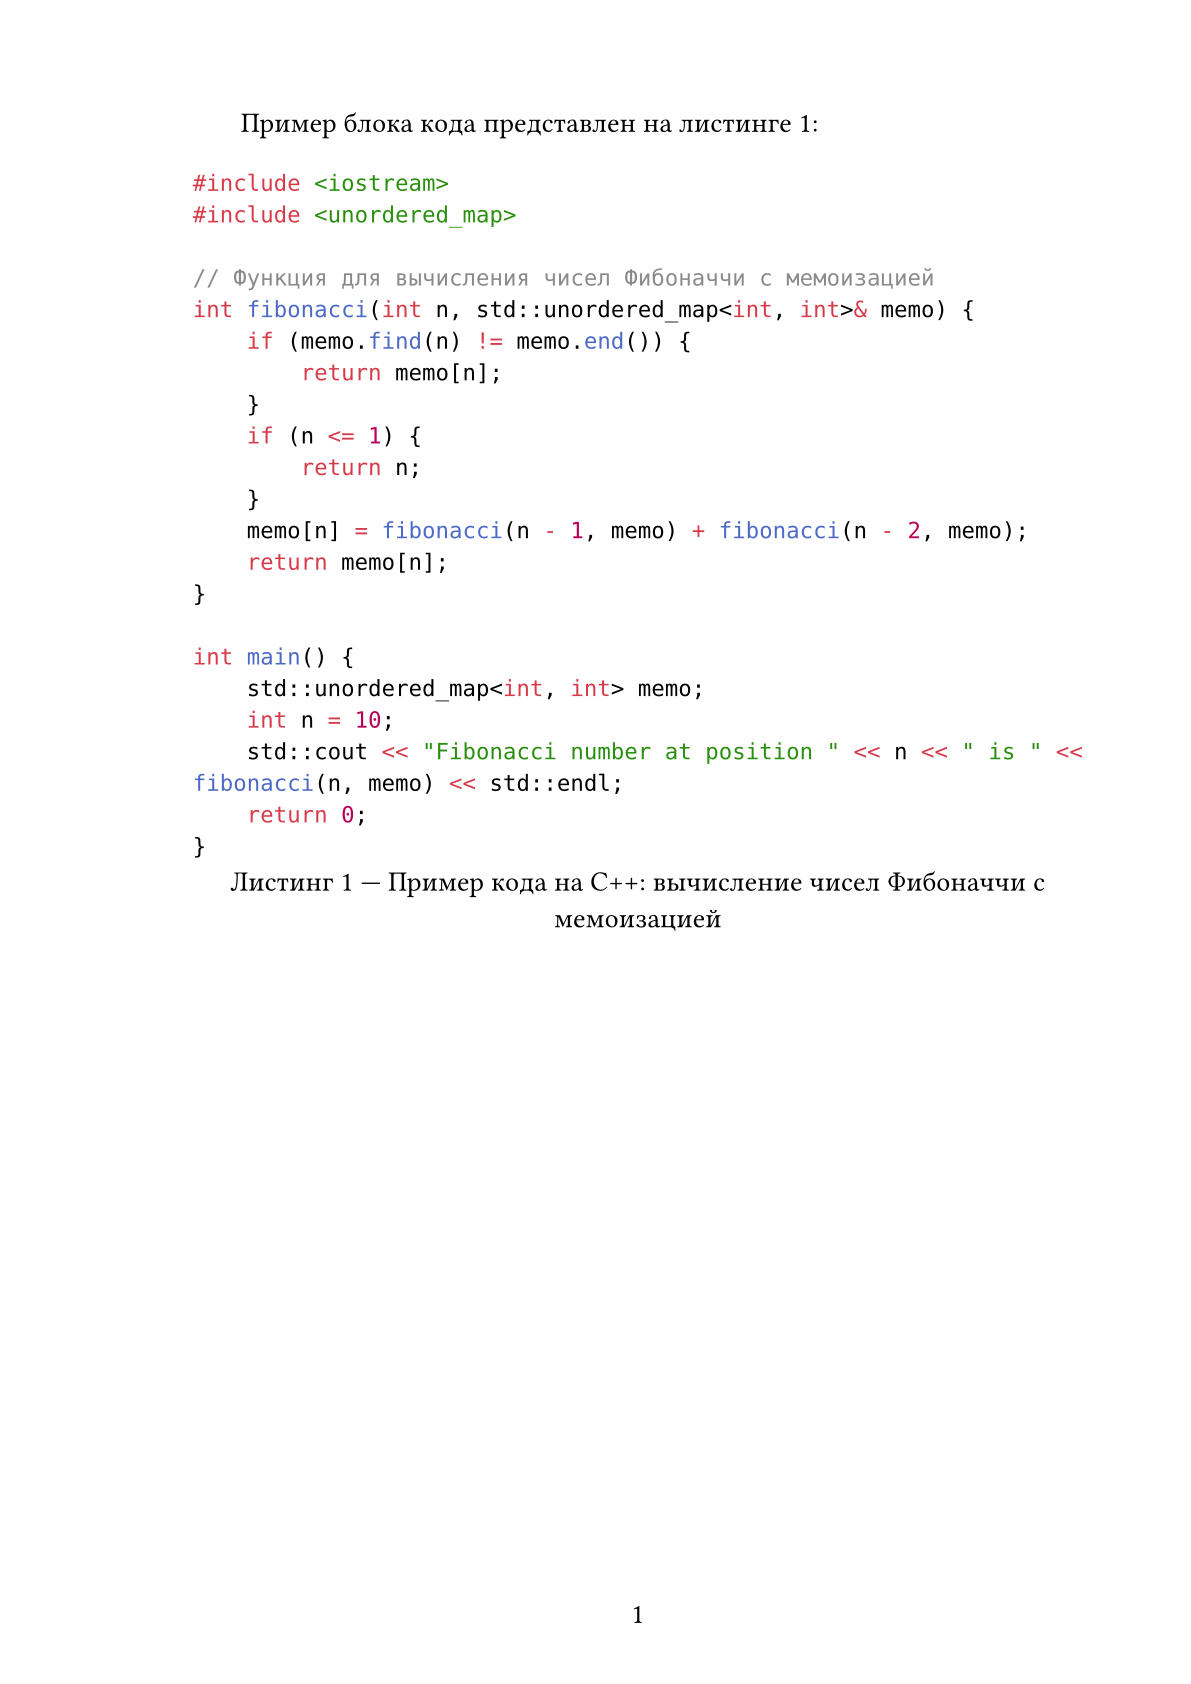 Пример блока кода представлен на листинге 1:
#include <iostream>
#include <unordered_map>

// Функция для вычисления чисел Фибоначчи с мемоизацией
int fibonacci(int n, std::unordered_map<int, int>& memo) {
    if (memo.find(n) != memo.end()) {
        return memo[n];
    }
    if (n <= 1) {
        return n;
    }
    memo[n] = fibonacci(n - 1, memo) + fibonacci(n - 2, memo);
    return memo[n];
}

int main() {
    std::unordered_map<int, int> memo;
    int n = 10;
    std::cout << "Fibonacci number at position " << n << " is " <<
fibonacci(n, memo) << std::endl;
    return 0;
}
Листинг 1 — Пример кода на C++: вычисление чисел Фибоначчи с
мемоизацией
1